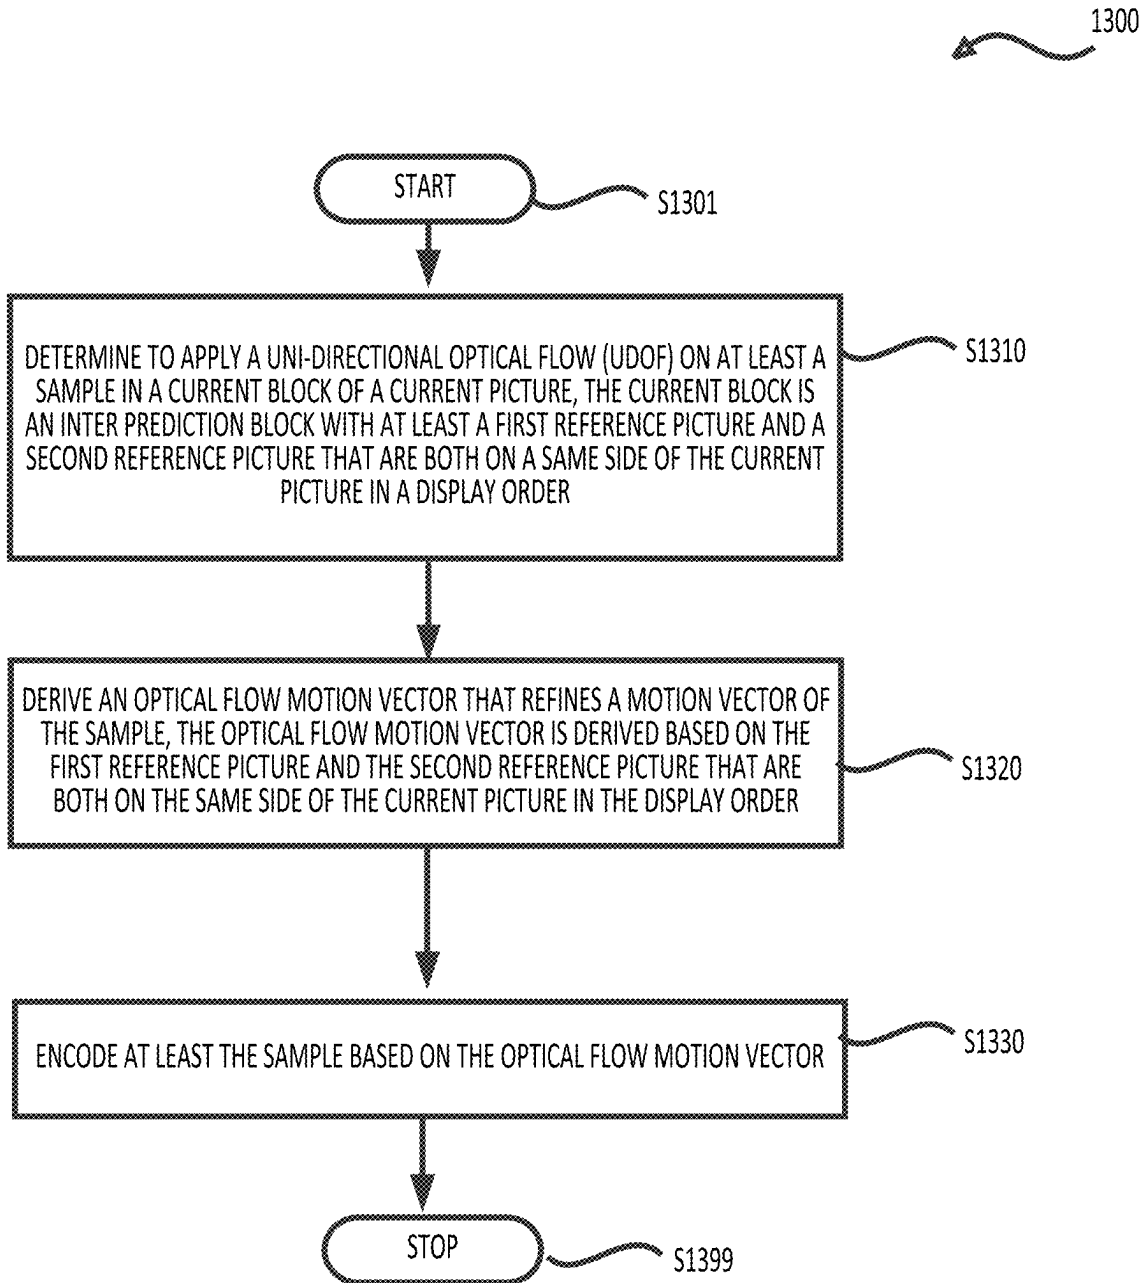 1300
START
S1301
DETERMINE TO APPLY A UNI-DIRECTIONAL OPTICAL FLOW (UDOF) ON AT LEAST A
SAMPLE IN A CURRENT BLOCK OF A CURRENT PICTURE, THE CURRENT BLOCK IS
AN INTER PREDICTION BLOCK WITH AT LEAST A FIRST REFERENCE PICTURE AND A
SECOND REFERENCE PICTURE THAT ARE BOTH ON A SAME SIDE OF THE CURRENT
PICTURE IN A DISPLAY ORDER
S1310
DERIVE AN OPTICAL FLOW MOTION VECTOR THAT REFINES A MOTION VECTOR OF
THE SAMPLE, THE OPTICAL FLOW MOTION VECTOR IS DERIVED BASED ON THE
FIRST REFERENCE PICTURE AND THE SECOND REFERENCE PICTURE THAT ARE
BOTH ON THE SAME SIDE OF THE CURRENT PICTURE IN THE DISPLAY ORDER
S1320
ENCODE AT LEAST THE SAMPLE BASED ON THE OPTICAL FLOW MOTION VECTOR
S1330
STOP
S1399